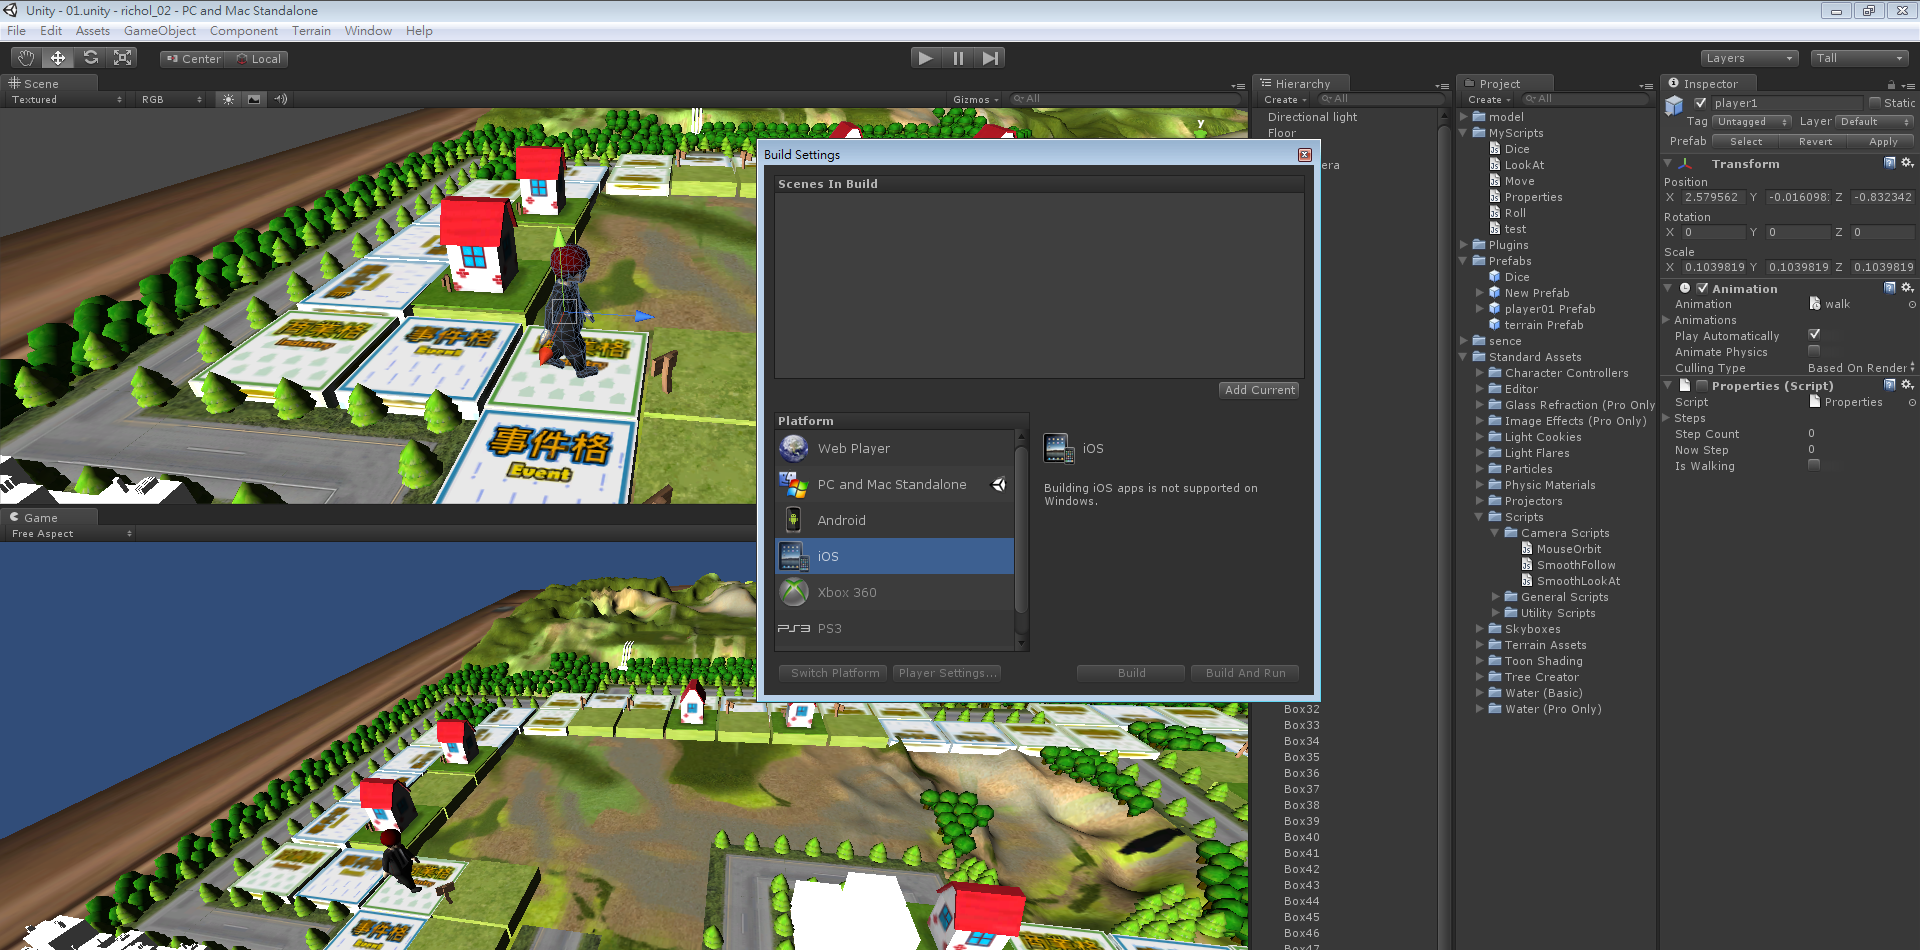 Unity - 01.unity - richol_02 - PC and Mac Standalone
File Edit Assets GameObject Component Terrain Window Help
Center Local
Layers Tall
Scene
Textured RGB Gizmos All
商業格
Industry
事件格
Event
業格
事件格
Event
y
Game
Free Aspect
事件格
Event
Build Settings
Scenes In Build
Add Current
Platform
Web Player
PC and Mac Standalone
Android
iOS
Xbox 360
PS3 PS3
iOS
Building iOS apps is not supported on
Windows.
Switch Platform Player Settings... Build Build And Run
Hierarchy
Create All
Directional light
Floor
era
Box32
Box33
Box34
Box35
Box36
Box37
Box38
Box39
Box40
Box41
Box42
Box43
Box44
Box45
Box46
Box47
Project
Create All
model
MyScripts
Dice
LookAt
Move
Properties
Roll
test
Plugins
Prefabs
Dice
New Prefab
player01 Prefab
terrain Prefab
sence
Standard Assets
Character Controllers
Editor
Glass Refraction (Pro Only
Image Effects (Pro Only)
Light Cookies
Light Flares
Particles
Physic Materials
Projectors
Scripts
Camera Scripts
MouseOrbit
SmoothFollow
SmoothLookAt
General Scripts
Utility Scripts
Skyboxes
Terrain Assets
Toon Shading
Tree Creator
Water (Basic)
Water (Pro Only)
Inspector
player1 Static
Tag Untagged Layer Default
Prefab Select Revert Apply
Transform
Position
X 2.579562 Y -0.016098 Z -0.832342
Rotation
X 0 Y 0 Z 0
Scale
X 0.1039819 Y 0.1039819 Z 0.1039819
Animation
Animation walk
Animations
Play Automatically
Animate Physics
Culling Type Based On Render
Properties (Script)
Script Properties
Steps
Step Count 0
Now Step 0
Is Walking